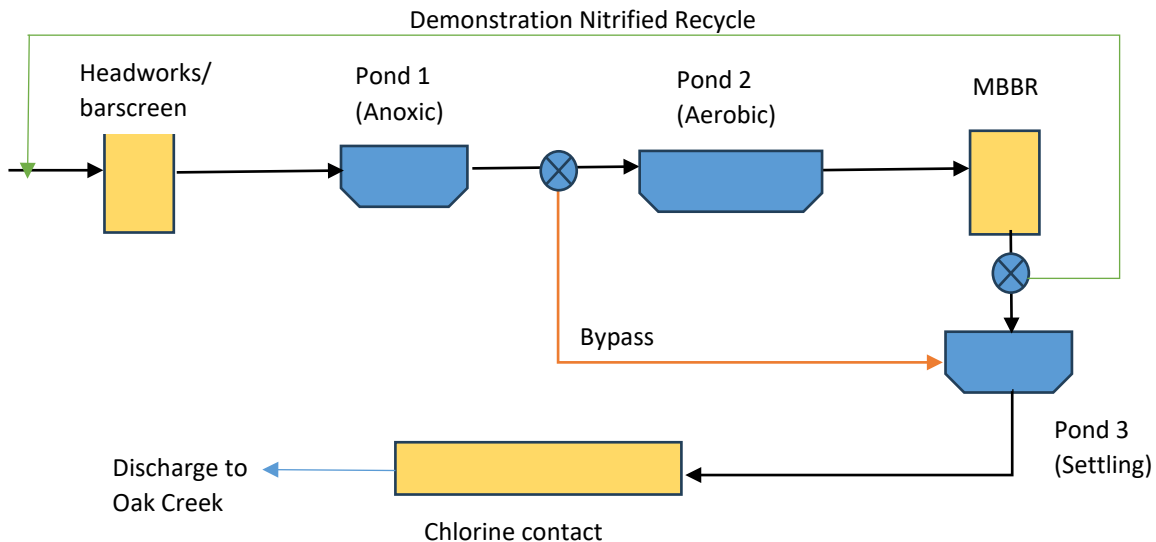 Demonstration Nitrified Recycle
Headworks/
barscreen
Pond 1
(Anoxic)
Pond 2
(Aerobic)
MBBR
Bypass
Pond 3
(Settling)
Discharge to
Oak Creek
Chlorine contact